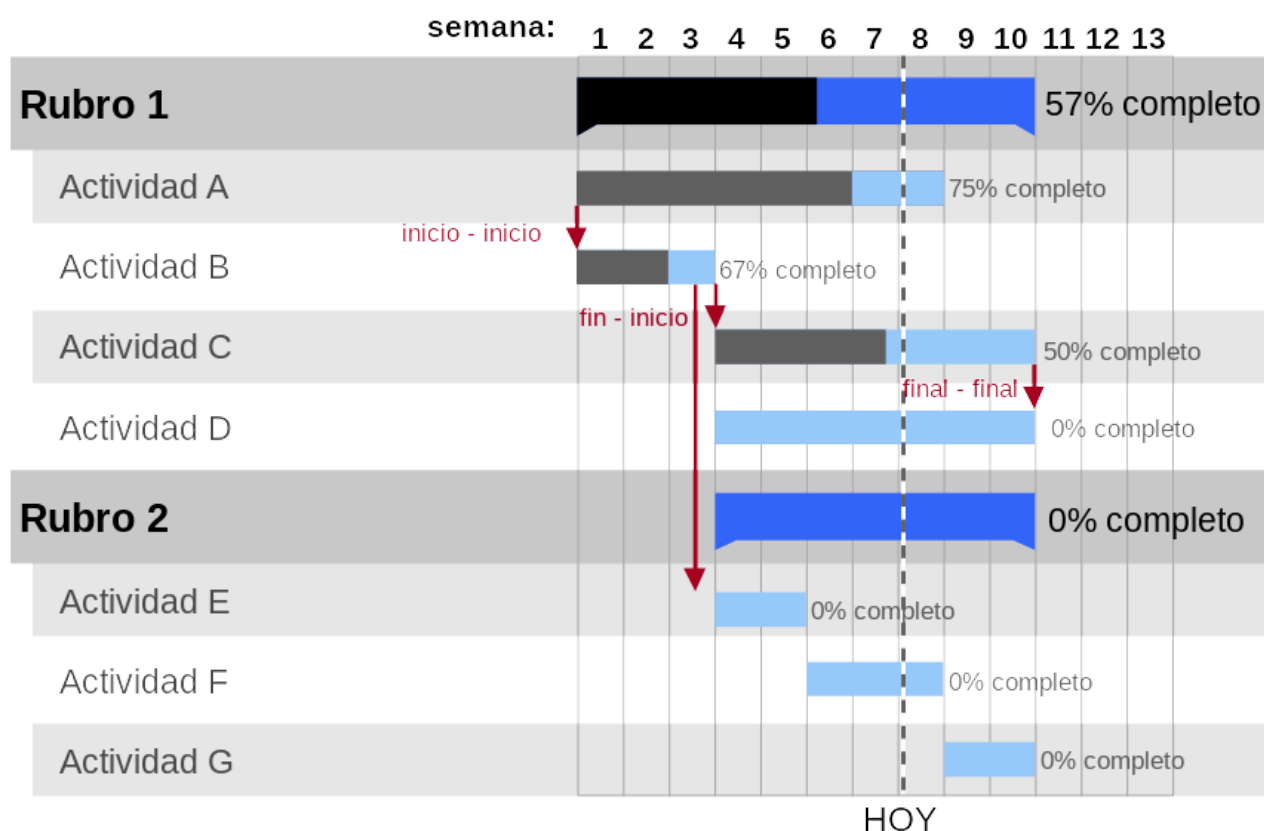 semana: 1 2 3 4 5 6 7 8 9 10 11 12 13
Rubro 1 57% completo
Actividad A 75% completo
inicio - inicio
Actividad B 67% completo
fin - inicio
Actividad C 50% completo
final - final
Actividad D 0% completo
Rubro 2 0% completo
Actividad E 0% completo
Actividad F 0% completo
Actividad G 0% completo
HOY